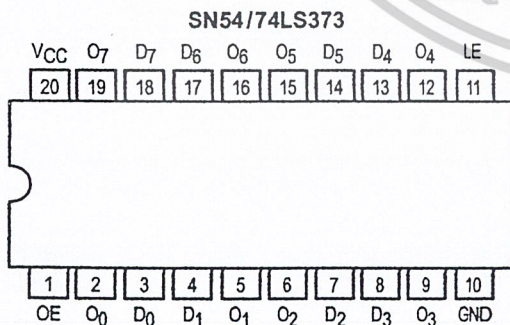 SN54/74LS373
VCC O7 D7 D6 O6 O5 D5 D4 O4 LE
20 19 18 17 16 15 14 13 12 11
1 2 3 4 5 6 7 8 9 10
OE O0 D0 D1 O1 O2 D2 D3 O3 GND